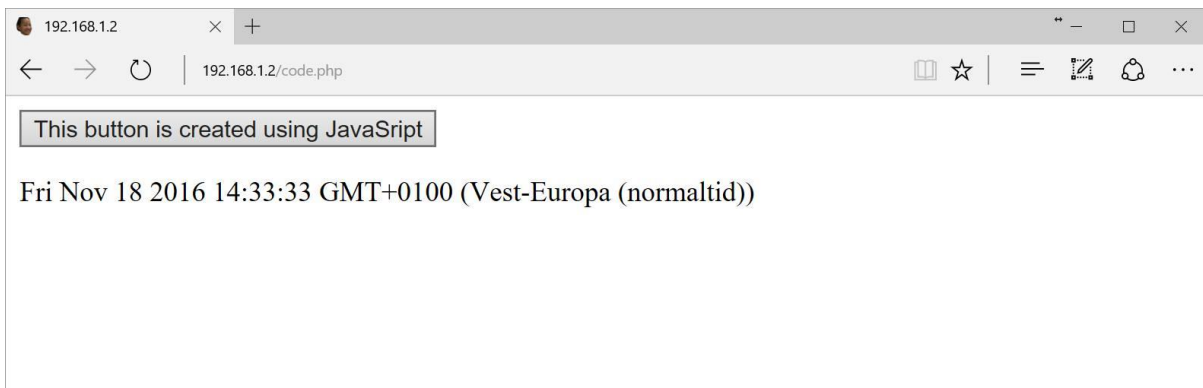 192.168.1.2
192.168.1.2/code.php
This button is created using JavaSript
Fri Nov 18 2016 14:33:33 GMT+0100 (Vest-Europa (normaltid))